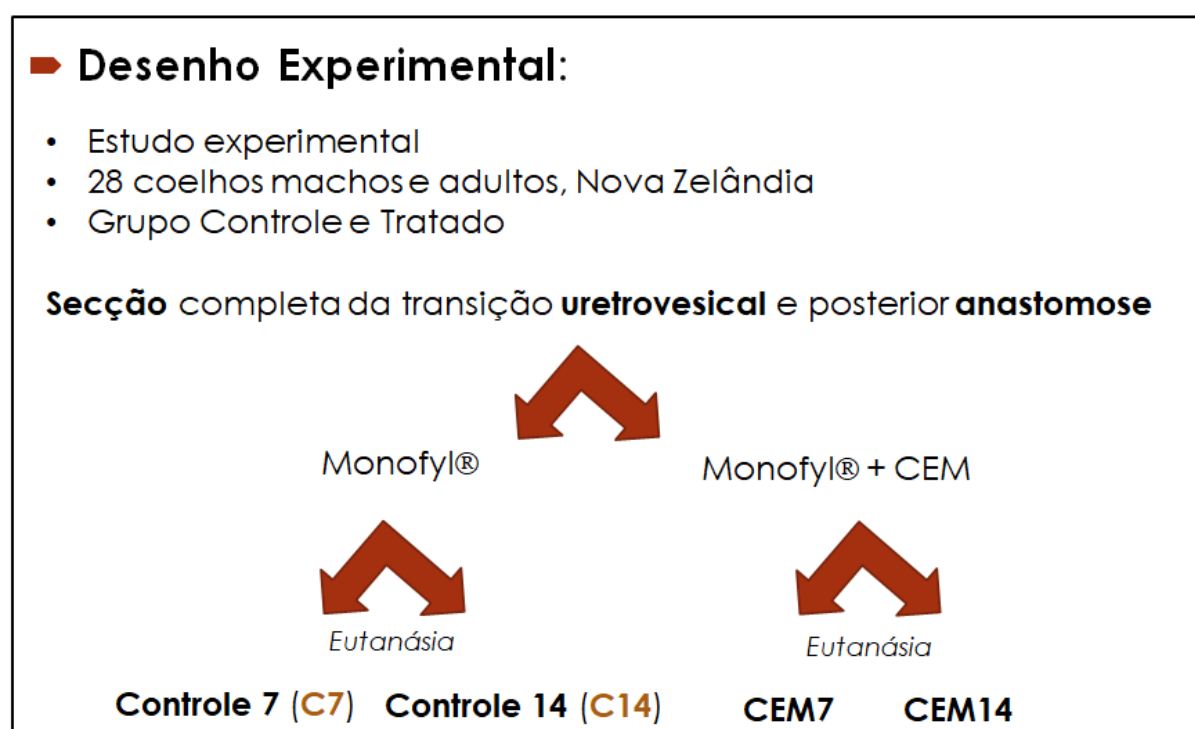 Desenho Experimental:
• Estudo experimental
• 28 coelhos machos e adultos, Nova Zelândia
• Grupo Controle e Tratado
Secção completa da transição uretrovesical e posterior anastomose
Monofyl® Monofyl® + CEM
Eutanásia Eutanásia
Controle 7 (C7) Controle 14 (C14) CEM7 CEM14